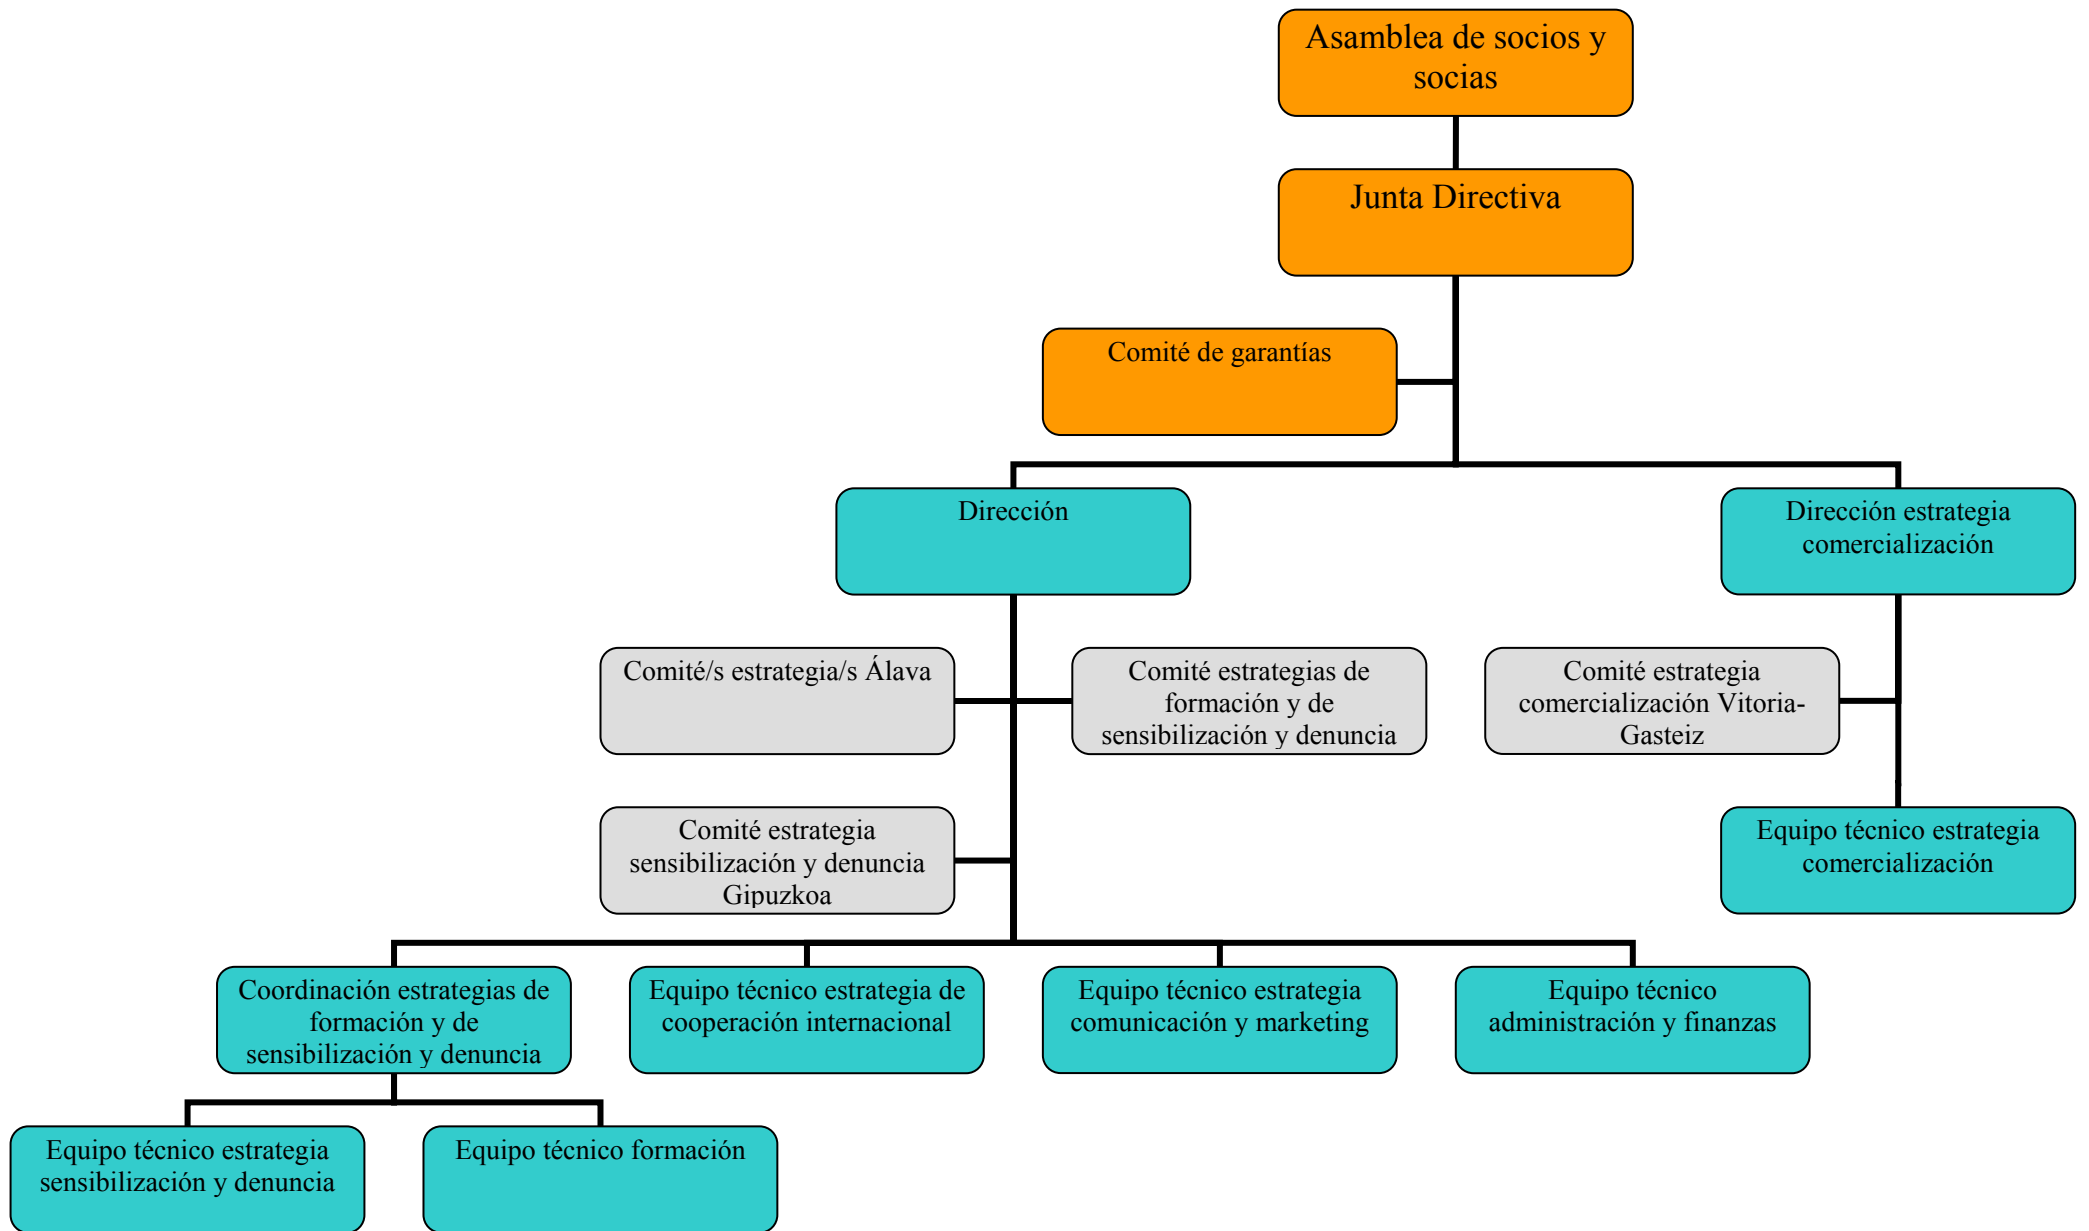 Asamblea de socios y
socias
Junta Directiva
Comité de garantías
Dirección
Dirección estrategia
comercialización
Comité/s estrategia/s Álava
Comité estrategias de
formación y de
sensibilización y denuncia
Comité estrategia
comercialización Vitoria-
Gasteiz
Comité estrategia
sensibilización y denuncia
Gipuzkoa
Equipo técnico estrategia
comercialización
Coordinación estrategias de
formación y de
sensibilización y denuncia
Equipo técnico estrategia de
cooperación internacional
Equipo técnico estrategia
comunicación y marketing
Equipo técnico
administración y finanzas
Equipo técnico estrategia
sensibilización y denuncia
Equipo técnico formación